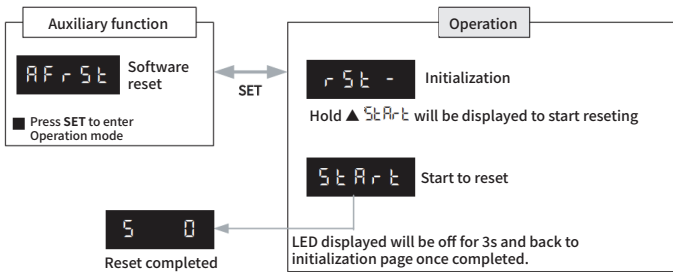 Auxiliary function
AFrSt
Software
reset
Press SET to enter
Operation mode
SET
Operation
rSt -
Initialization
Hold ▲ StArt will be displayed to start reseting
StArt
Start to reset
S 0
Reset completed
LED displayed will be off for 3s and back to
initialization page once completed.